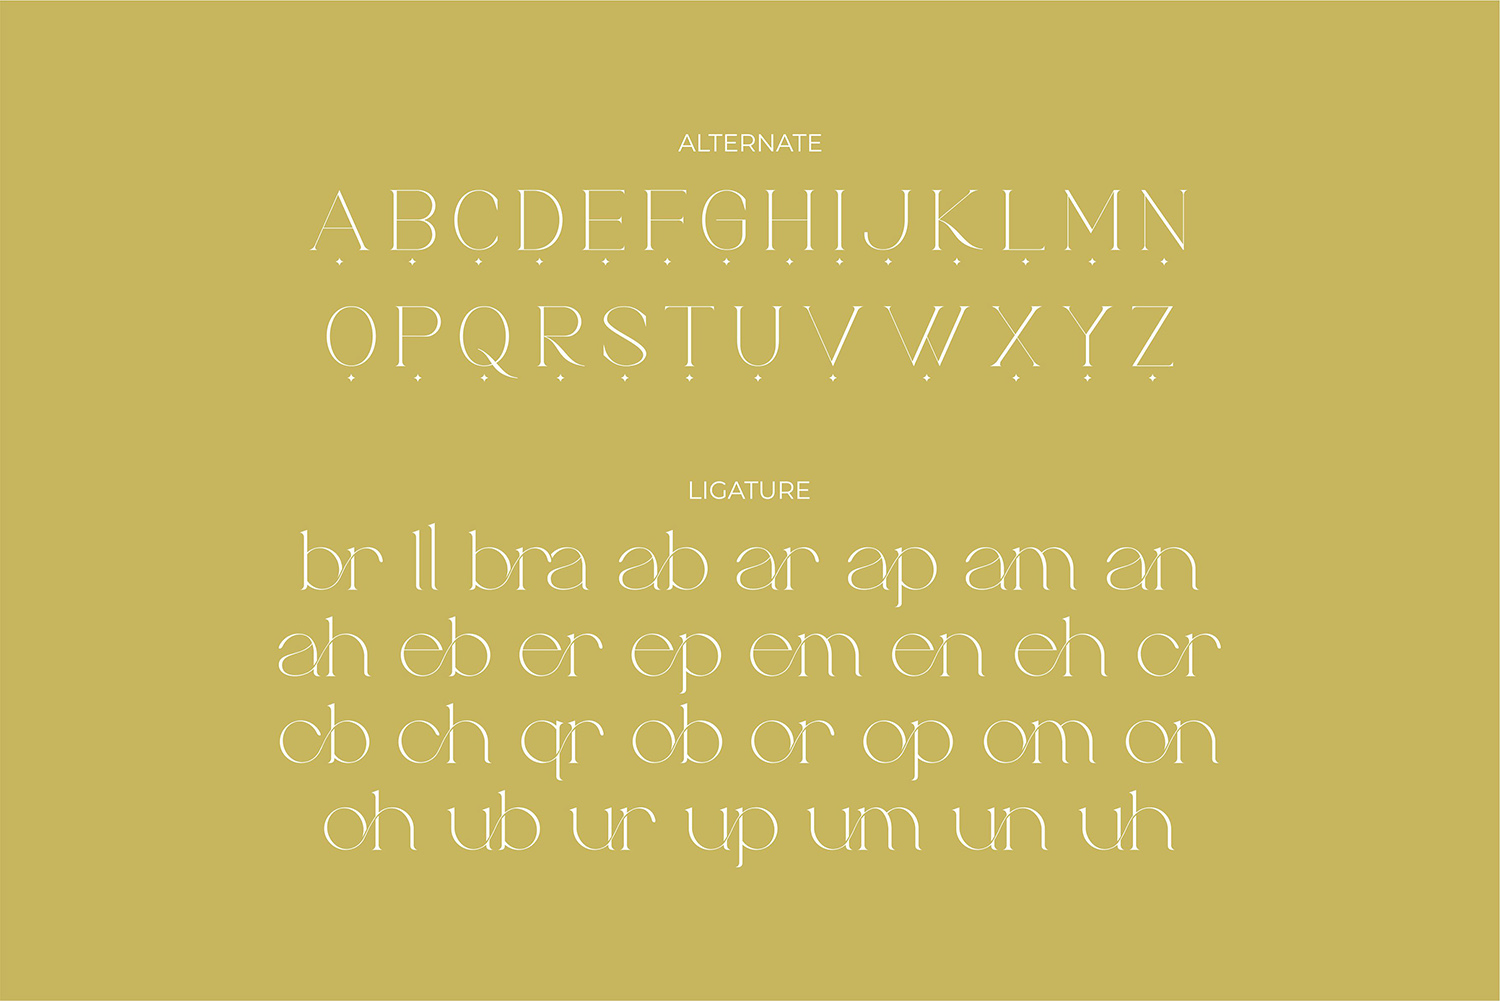 ALTERNATE
ABCDEFGHIJKLMN
OPQRSTUVWXYZ
LIGATURE
br ll bra ab ar ap am an
ah eb er ep em en eh cr
cb ch qr ob or op om on
oh ub ur up um un uh